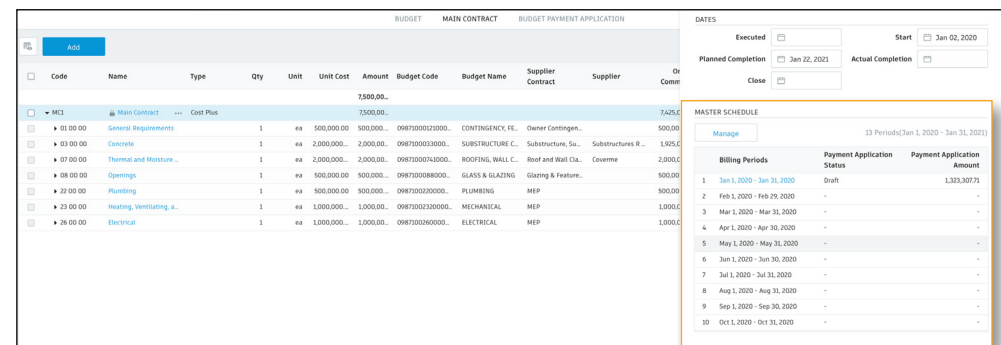 BUDGET MAIN CONTRACT BUDGET PAYMENT APPLICATION
Add
Code Name Type Qty Unit Unit Cost Amount Budget Code Budget Name Supplier Contract Supplier Or Comm
7,500,00...
MC1 Main Contract ... Cost Plus 7,500,00... 7,425,0
01 00 00 General Requirements 1 ea 500,000.00 500,000... 09871000121000... CONTINGENCY, FE... Owner Contingen... 500,00
03 00 00 Concrete 1 ea 2,000,000... 2,000,00... 0987100033000... SUBSTRUCTURE C... Substructure, Su... Substructures R ... 1,925,0
07 00 00 Thermal and Moisture ... 1 ea 2,000,000... 2,000,00... 09871000741000... ROOFING, WALL C... Roof and Wall Cla... Coverme 2,000,0
08 00 00 Openings 1 ea 500,000.00 500,000... 0987100088000... GLASS & GLAZING Glazing & Feature... 500,00
22 00 00 Plumbing 1 ea 500,000.00 500,000... 098710002200000... PLUMBING MEP 500,00
23 00 00 Heating, Ventilating, a... 1 ea 1,000,000... 1,000,00... 09871002320000... MECHANICAL MEP 1,000,0
26 00 00 Electrical 1 ea 1,000,000... 1,000,00... 098710002600000... ELECTRICAL MEP 1,000,0
DATES
Executed Start Jan 02, 2020
Planned Completion Jan 22, 2021 Actual Completion
Close
MASTER SCHEDULE
Manage 13 Periods(Jan 1, 2020 - Jan 31, 2021)
Billing Periods Payment Application Status Payment Application Amount
1 Jan 1, 2020 - Jan 31, 2020 Draft 1,323,307.71
2 Feb 1, 2020 - Feb 29, 2020 - -
3 Mar 1, 2020 - Mar 31, 2020 - -
4 Apr 1, 2020 - Apr 30, 2020 - -
5 May 1, 2020 - May 31, 2020 - -
6 Jun 1, 2020 - Jun 30, 2020 - -
7 Jul 1, 2020 - Jul 31, 2020 - -
8 Aug 1, 2020 - Aug 31, 2020 - -
9 Sep 1, 2020 - Sep 30, 2020 - -
10 Oct 1, 2020 - Oct 31, 2020 - -